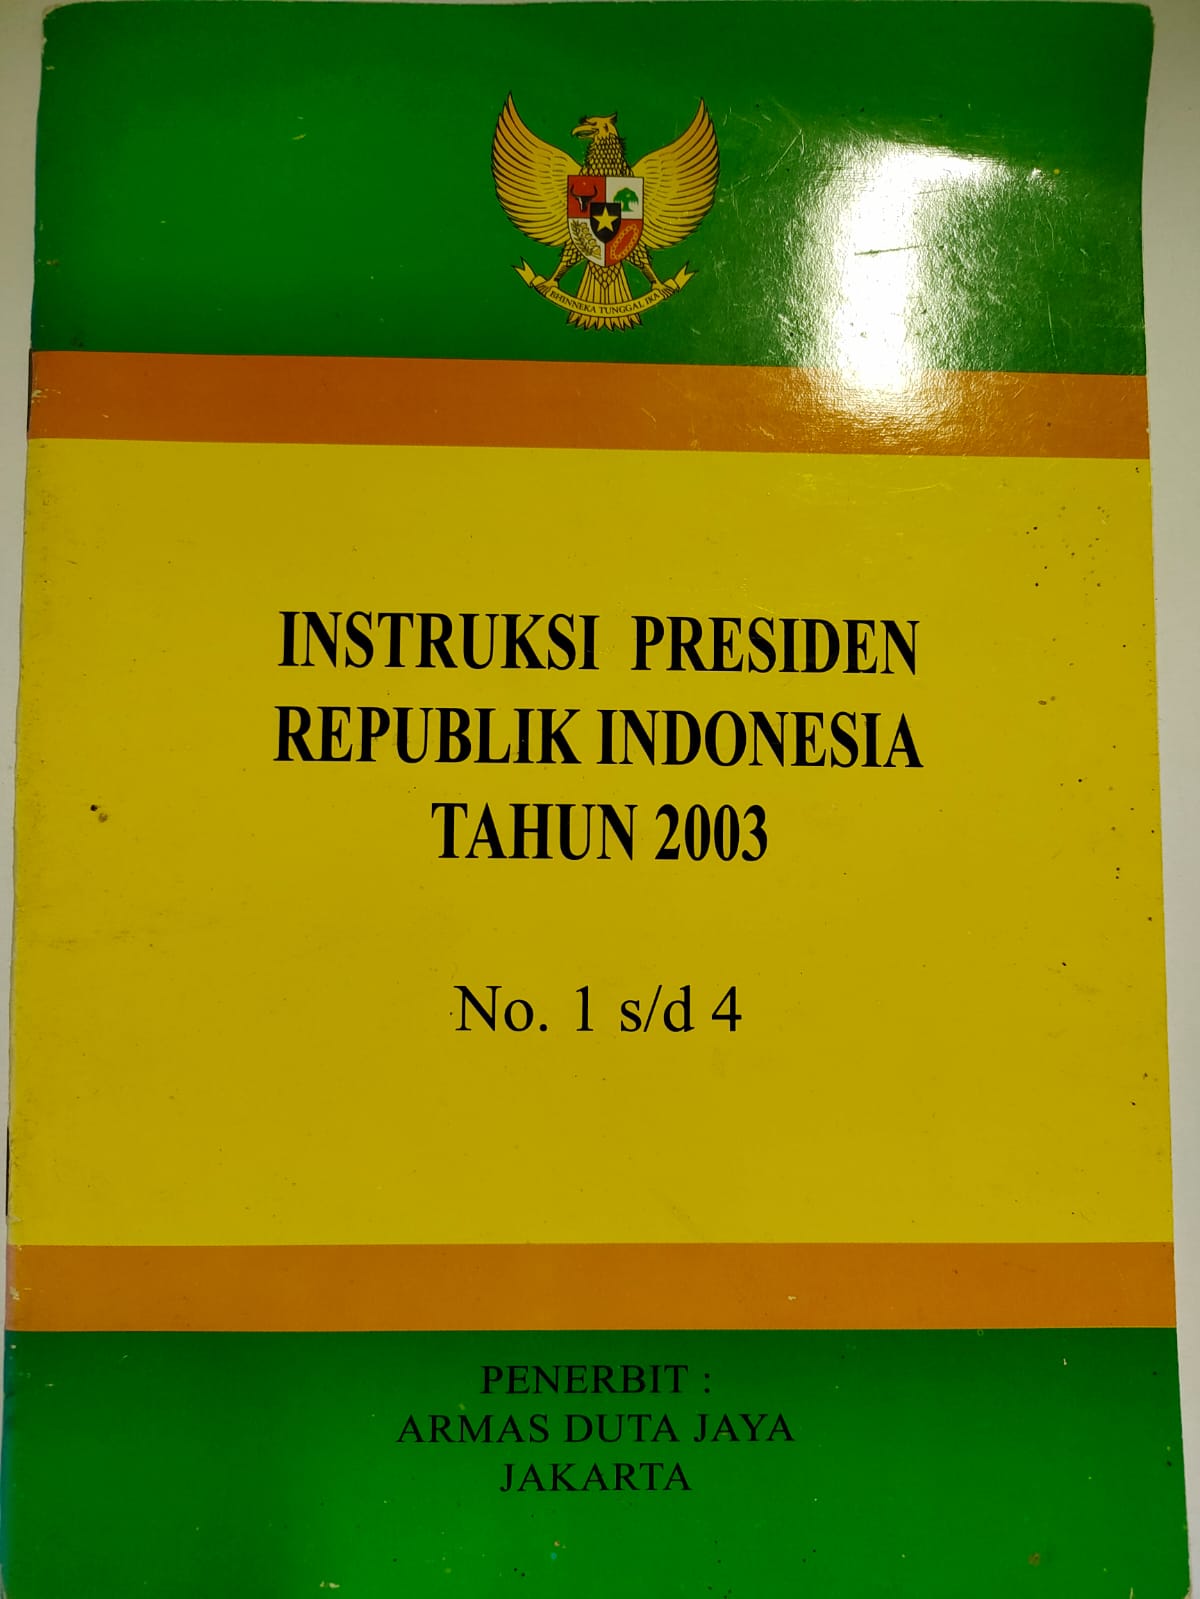 BHINNEKA TUNGGAL IKA
INSTRUKSI PRESIDEN
REPUBLIK INDONESIA
TAHUN 2003
No. 1 s/d 4
PENERBIT :
ARMAS DUTA JAYA
JAKARTA